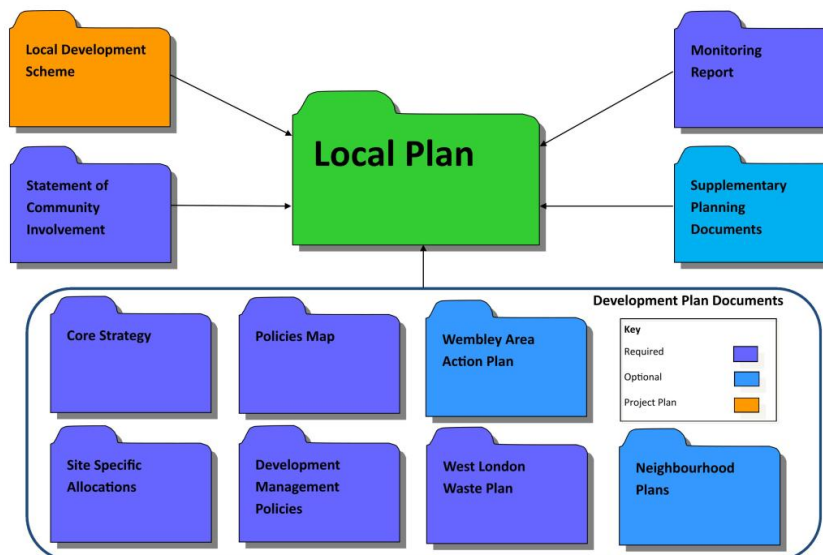 Local Development
Scheme
Monitoring
Report
Local Plan
Statement of
Community
Involvement
Supplementary
Planning
Documents
Development Plan Documents
Key
Required
Optional
Project Plan
Core Strategy
Policies Map
Wembley Area
Action Plan
Site Specific
Allocations
Development
Management
Policies
West London
Waste Plan
Neighbourhood
Plans